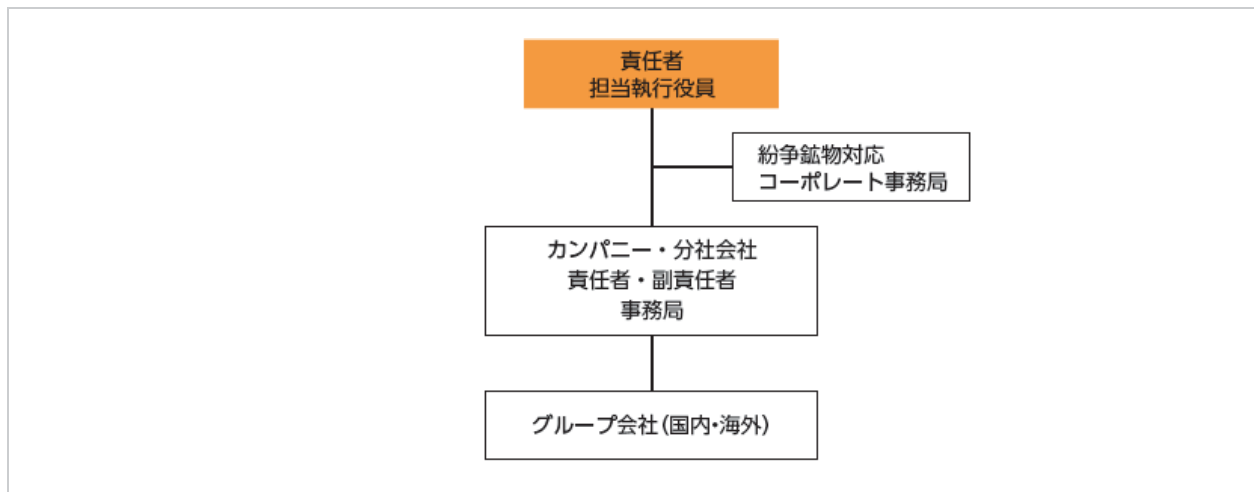 責任者
担当執行役員
紛争鉱物対応
コーポレート事務局
カンパニー・分社会社
責任者・副責任者
事務局
グループ会社(国内・海外)